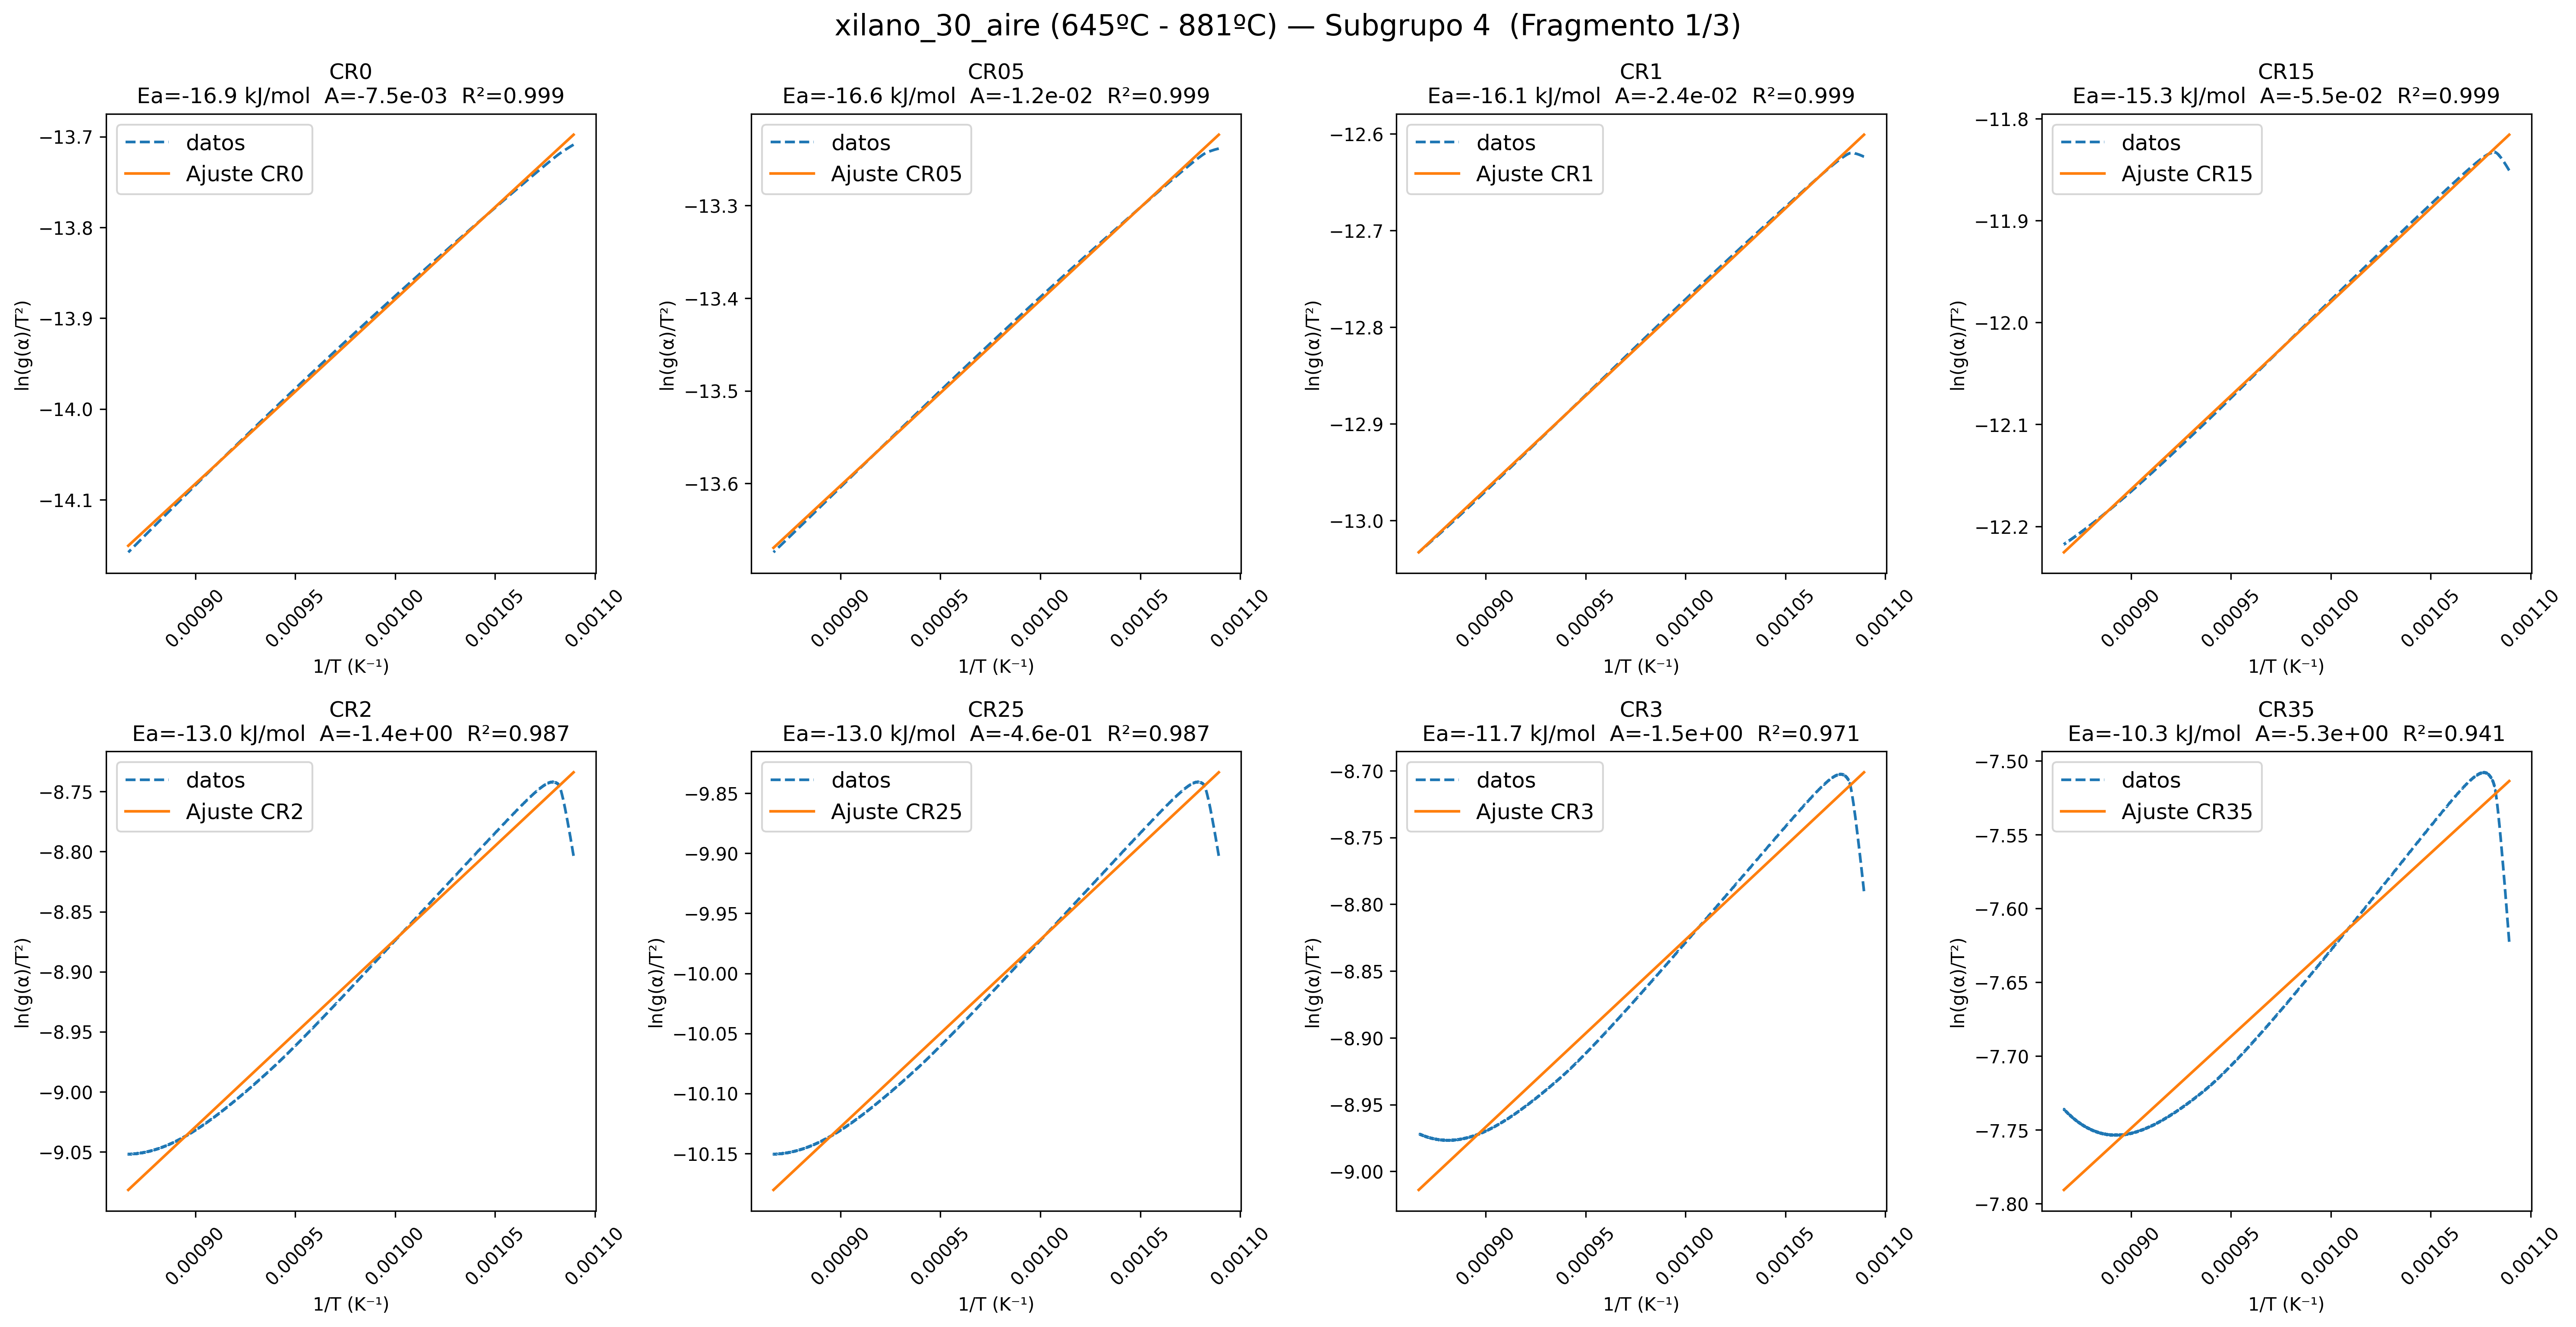 xilano_30_aire (645ºC - 881ºC) — Subgrupo 4  (Fragmento 1/3)
CR0
Ea=-16.9 kJ/mol  A=-7.5e-03  R²=0.999
datos
Ajuste CR0
ln(g(α)/T²)
−13.7
−13.8
−13.9
−14.0
−14.1
0.00090
0.00095
0.00100
0.00105
0.00110
1/T (K⁻¹)
CR05
Ea=-16.6 kJ/mol  A=-1.2e-02  R²=0.999
datos
Ajuste CR05
ln(g(α)/T²)
−13.3
−13.4
−13.5
−13.6
0.00090
0.00095
0.00100
0.00105
0.00110
1/T (K⁻¹)
CR1
Ea=-16.1 kJ/mol  A=-2.4e-02  R²=0.999
datos
Ajuste CR1
ln(g(α)/T²)
−12.6
−12.7
−12.8
−12.9
−13.0
0.00090
0.00095
0.00100
0.00105
0.00110
1/T (K⁻¹)
CR15
Ea=-15.3 kJ/mol  A=-5.5e-02  R²=0.999
datos
Ajuste CR15
ln(g(α)/T²)
−11.8
−11.9
−12.0
−12.1
−12.2
0.00090
0.00095
0.00100
0.00105
0.00110
1/T (K⁻¹)
CR2
Ea=-13.0 kJ/mol  A=-1.4e+00  R²=0.987
datos
Ajuste CR2
ln(g(α)/T²)
−8.75
−8.80
−8.85
−8.90
−8.95
−9.00
−9.05
0.00090
0.00095
0.00100
0.00105
0.00110
1/T (K⁻¹)
CR25
Ea=-13.0 kJ/mol  A=-4.6e-01  R²=0.987
datos
Ajuste CR25
ln(g(α)/T²)
−9.85
−9.90
−9.95
−10.00
−10.05
−10.10
−10.15
0.00090
0.00095
0.00100
0.00105
0.00110
1/T (K⁻¹)
CR3
Ea=-11.7 kJ/mol  A=-1.5e+00  R²=0.971
datos
Ajuste CR3
ln(g(α)/T²)
−8.70
−8.75
−8.80
−8.85
−8.90
−8.95
−9.00
0.00090
0.00095
0.00100
0.00105
0.00110
1/T (K⁻¹)
CR35
Ea=-10.3 kJ/mol  A=-5.3e+00  R²=0.941
datos
Ajuste CR35
ln(g(α)/T²)
−7.50
−7.55
−7.60
−7.65
−7.70
−7.75
−7.80
0.00090
0.00095
0.00100
0.00105
0.00110
1/T (K⁻¹)